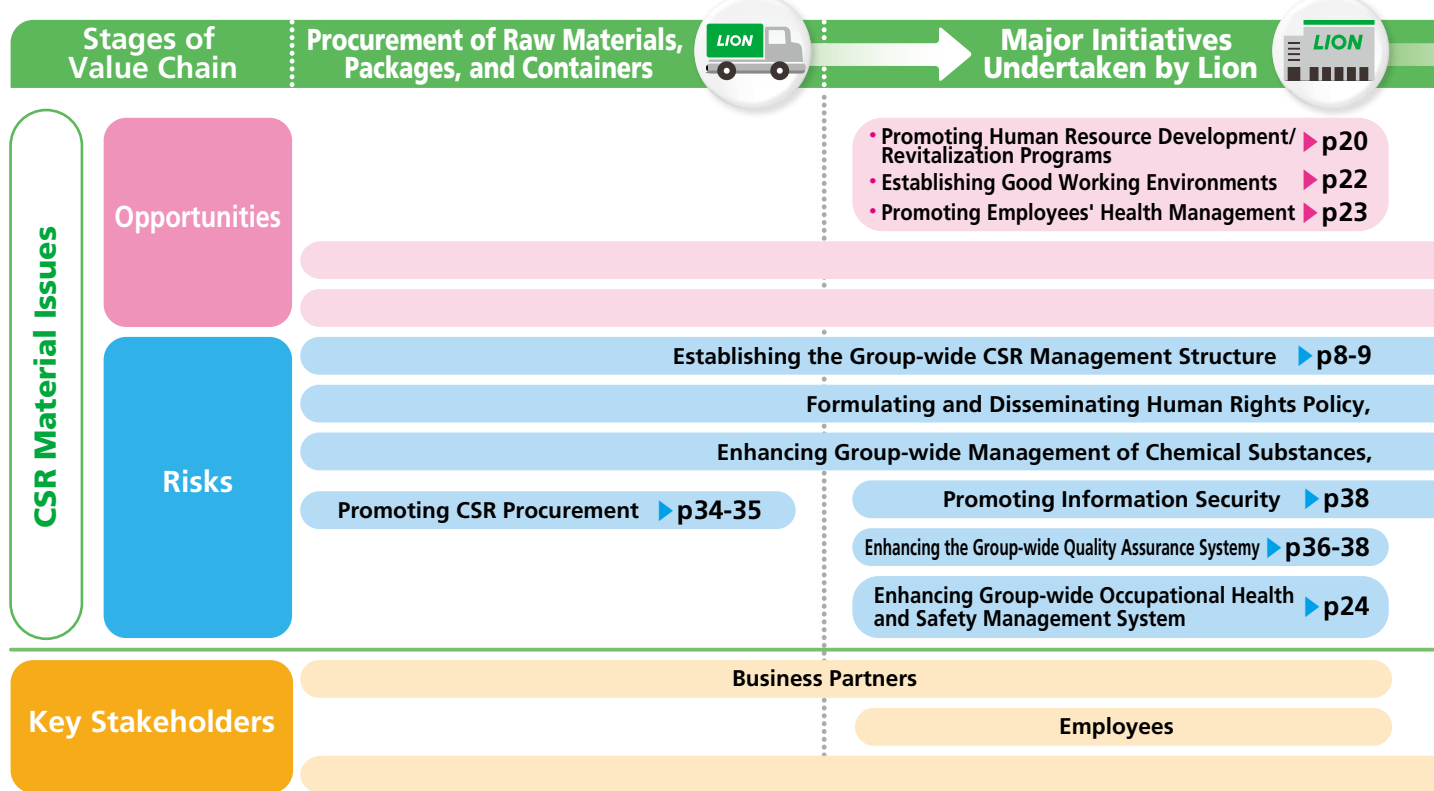 Stages of
Value Chain
Procurement of Raw Materials,
Packages, and Containers
LION
Major Initiatives
Undertaken by Lion
LION
CSR Material Issues
Opportunities
• Promoting Human Resource Development/
Revitalization Programs ▶p20
• Establishing Good Working Environments ▶p22
• Promoting Employees' Health Management ▶p23
Risks
Establishing the Group-wide CSR Management Structure ▶p8-9
Formulating and Disseminating Human Rights Policy,
Enhancing Group-wide Management of Chemical Substances,
Promoting CSR Procurement ▶p34-35
Promoting Information Security ▶p38
Enhancing the Group-wide Quality Assurance Systemy ▶p36-38
Enhancing Group-wide Occupational Health
and Safety Management System ▶p24
Key Stakeholders
Business Partners
Employees